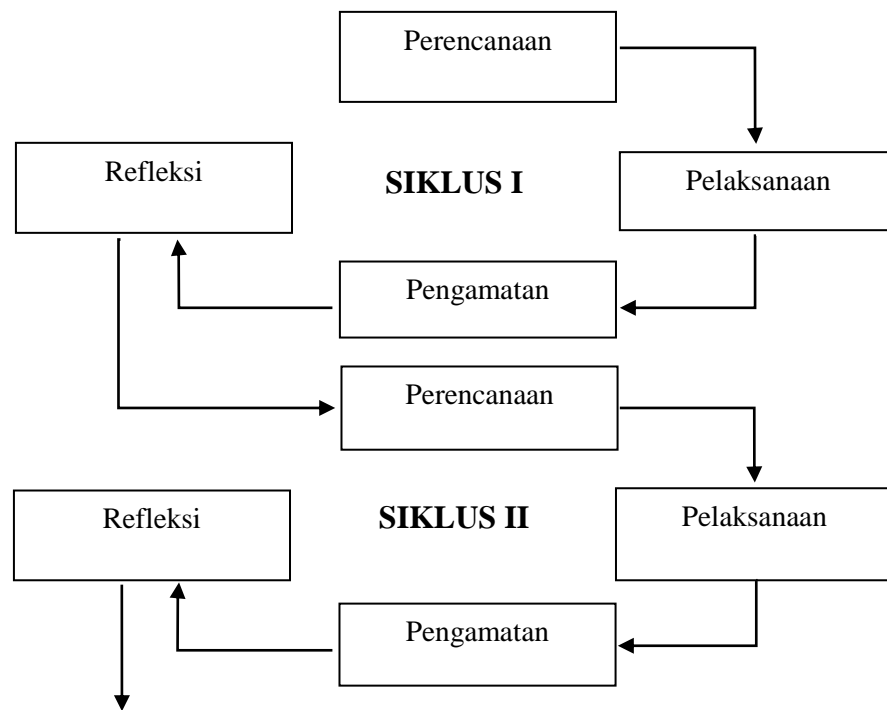 Perencanaan
Refleksi
SIKLUS I
Pelaksanaan
Pengamatan
Perencanaan
Refleksi
SIKLUS II
Pelaksanaan
Pengamatan